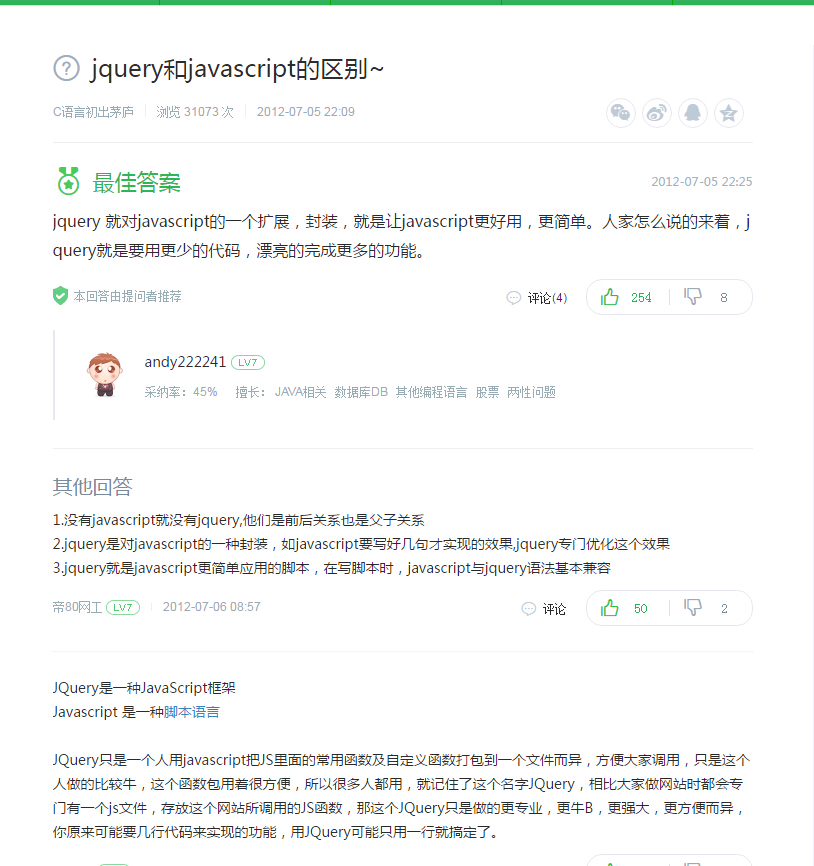 jquery和javascript的区别~
C语言初出茅庐 浏览 31073 次 2012-07-05 22:09
最佳答案 2012-07-05 22:25
jquery 就对javascript的一个扩展，封装，就是让javascript更好用，更简单。人家怎么说的来着，j
query就是要用更少的代码，漂亮的完成更多的功能。
本回答由提问者推荐 评论(4) 254 8
andy222241 LV7
采纳率：45% 擅长： JAVA相关 数据库DB 其他编程语言 股票 两性问题
其他回答
1.没有javascript就没有jquery,他们是前后关系也是父子关系
2.jquery是对javascript的一种封装，如javascript要写好几句才实现的效果,jquery专门优化这个效果
3.jquery就是javascript更简单应用的脚本，在写脚本时，javascript与jquery语法基本兼容
帝80网工 LV7 2012-07-06 08:57 评论 50 2
JQuery是一种JavaScript框架
Javascript 是一种脚本语言
JQuery只是一个人用javascript把JS里面的常用函数及自定义函数打包到一个文件而异，方便大家调用，只是这个
人做的比较牛，这个函数包用着很方便，所以很多人都用，就记住了这个名字JQuery，相比大家做网站时都会专
门有一个js文件，存放这个网站所调用的JS函数，那这个JQuery只是做的更专业，更牛B，更强大，更方便而异，
你原来可能要几行代码来实现的功能，用JQuery可能只用一行就搞定了。